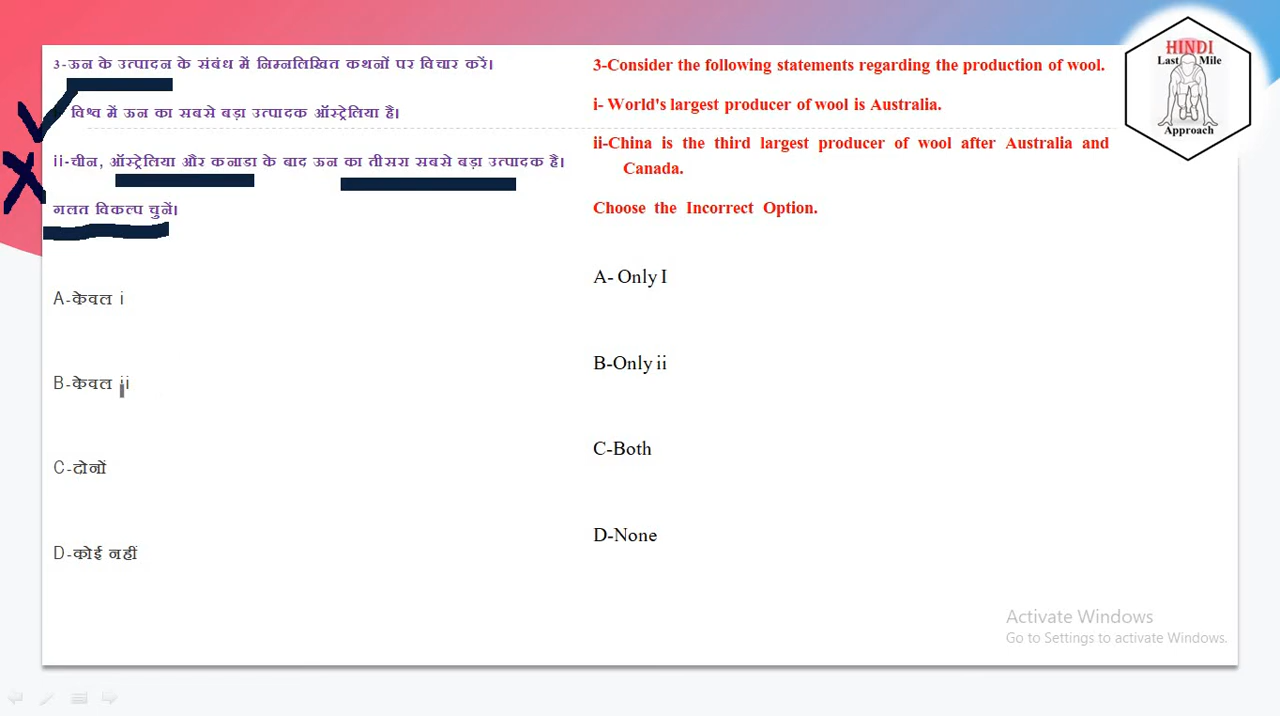 3-ऊन के उत्पादन के संबंध में निम्नलिखित कथनों पर विचार करें।
विश्व में ऊन का सबसे बड़ा उत्पादक ऑस्ट्रेलिया है।
ii-चीन, ऑस्ट्रेलिया और कनाडा के बाद ऊन का तीसरा सबसे बड़ा उत्पादक है।
गलत विकल्प चुनें।
A-केवल i
B-केवल ii
C-दोनों
D-कोई नहीं
3-Consider the following statements regarding the production of wool.
i- World's largest producer of wool is Australia.
ii-China is the third largest producer of wool after Australia and
Canada.
Choose the Incorrect Option.
A- Only I
B-Only ii
C-Both
D-None
HINDI
Last Mile
Approach
Activate Windows
Go to Settings to activate Windows.